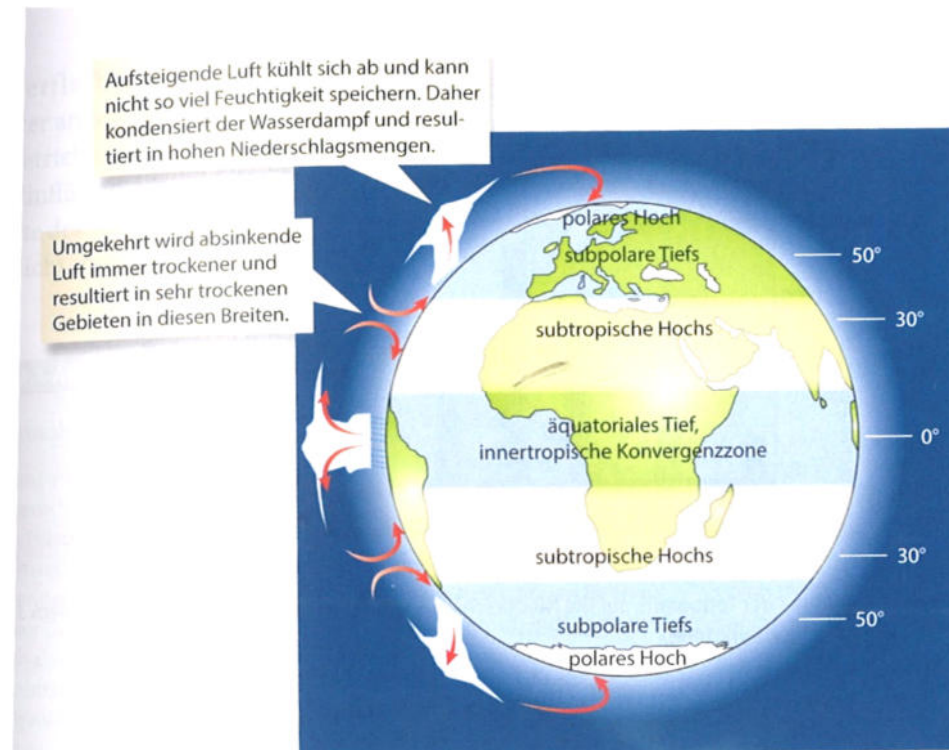 Aufsteigende Luft kühlt sich ab und kann
nicht so viel Feuchtigkeit speichern. Daher
kondensiert der Wasserdampf und resul-
tiert in hohen Niederschlagsmengen.
Umgekehrt wird absinkende
Luft immer trockener und
resultiert in sehr trockenen
Gebieten in diesen Breiten.
polares Hoch
subpolare Tiefs
50°
subtropische Hochs
30°
äquatoriales Tief,
innertropische Konvergenzzone
0°
subtropische Hochs
30°
subpolare Tiefs
50°
polares Hoch